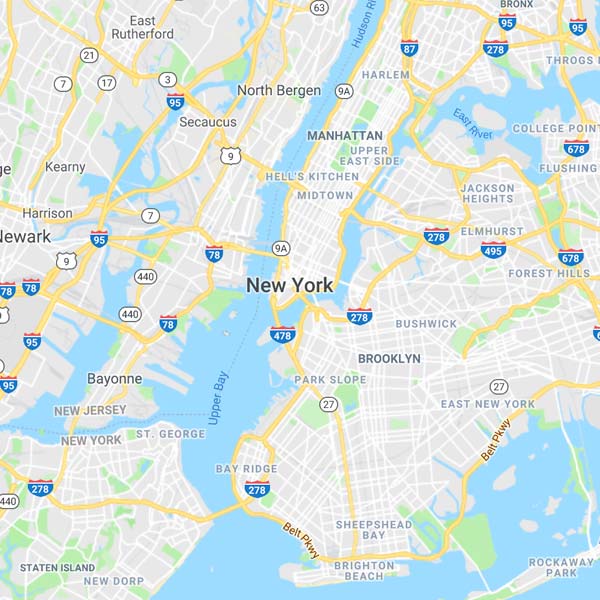 BRONX
63
95
95
EAST
Rutherford
Hudson Ri
87
278
21
THROGS
7
17
3
HARLEM
North Bergen
9A
95
Secaucus
East River
COLLEGE POIN
MANHATTAN
678
9
UPPER
EAST SIDE
Kearny
FLUSHING
HELL'S KITCHEN
MIDTOWN
JACKSON
HEIGHTS
Harrison
7
ELMHURST
Newark
95
278
9A
78
495
678
9
440
FOREST HILLS
New York
78
78
440
278
78
BUSHWICK
478
95
BROOKLYN
95
Bayonne
PARK SLOPE
27
Upper Bay
27
NEW JERSEY
EAST NEW YORK
ST. GEORGE
NEW YORK
Belt Pkwy
BAY RIDGE
278
278
440
Belt Pkwy
SHEEPSHEAD
BAY
BRIGHTON
BEACH
STATEN ISLAND
NEW DORP
ROCKAWAY
PARK